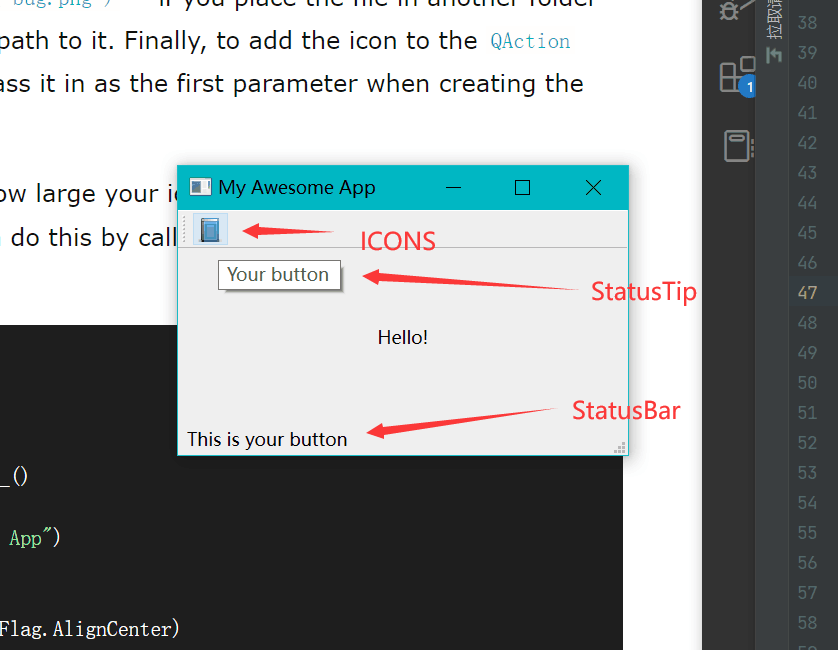 bug.png")
if you place the file in another folder
path to it. Finally, to add the icon to the QAction
ass it in as the first parameter when creating the
ow large your i
do this by call
My Awesome App
ICONS
Your button
StatusTip
Hello!
StatusBar
This is your button
_()
App")
Flag.AlignCenter)
1
拉取请
38
39
40
41
42
43
44
45
46
47
48
49
50
51
52
53
54
55
56
57
58